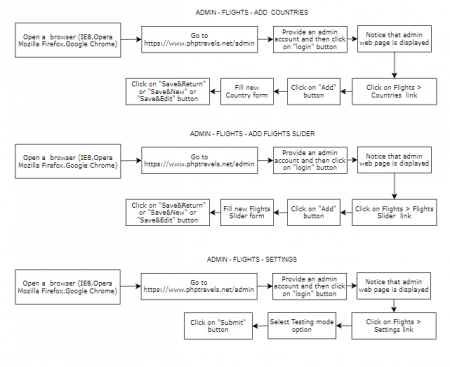 ADMIN - FLIGHTS - ADD COUNTRIES
Open a browser (IE8,Opera
Mozilla Firefox,Google Chrome)
Go to
https://www.phptravels.net/admin
Provide an admin
account and then click
on "login" button
Notice that admin
web page is displayed
Click on "Save&Return"
or "Save&New" or
"Save&Edit" button
Fill new
Country form
Click on "Add"
button
Click on Flights >
Countries link
ADMIN - FLIGHTS - ADD FLIGHTS SLIDER
Open a browser (IE8,Opera
Mozilla Firefox,Google Chrome)
Go to
https://www.phptravels.net/admin
Provide an admin
account and then click
on "login" button
Notice that admin
web page is displayed
Click on "Save&Return"
or "Save&New" or
"Save&Edit" button
Fill new Flights
Slider form
Click on "Add"
button
Click on Flights > Flights
Slider link
ADMIN - FLIGHTS - SETTINGS
Open a browser (IE8,Opera
Mozilla Firefox,Google Chrome)
Go to
https://www.phptravels.net/admin
Provide an admin
account and then click
on "login" button
Notice that admin
web page is displayed
Click on "Submit"
button
Select Testing mode
option
Click on Flights >
Settings link